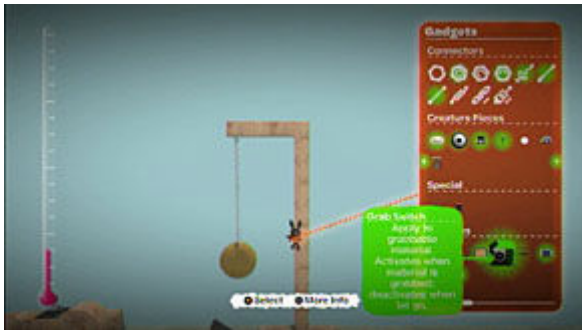 Gadgets
Connectors
Creature Pieces
Special
Grab Switch
Apply to
grabbable
material.
Activates when
material is
grabbed,
deactivates when
let go.
Select More Info